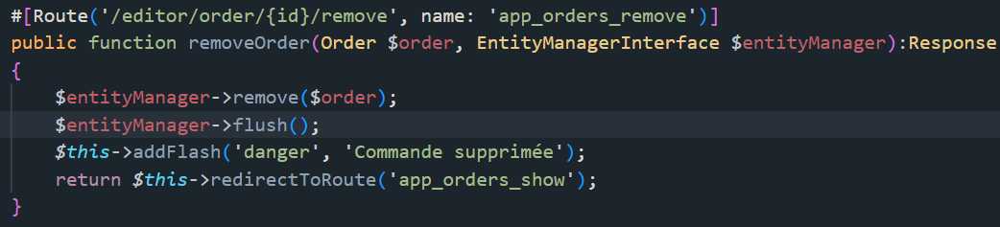 #[Route('/editor/order/{id}/remove', name: 'app_orders_remove')]
public function removeOrder(Order $order, EntityManagerInterface $entityManager):Response
{
$entityManager->remove($order);
$entityManager->flush();
$this->addFlash('danger', 'Commande supprimée');
return $this->redirectToRoute('app_orders_show');
}